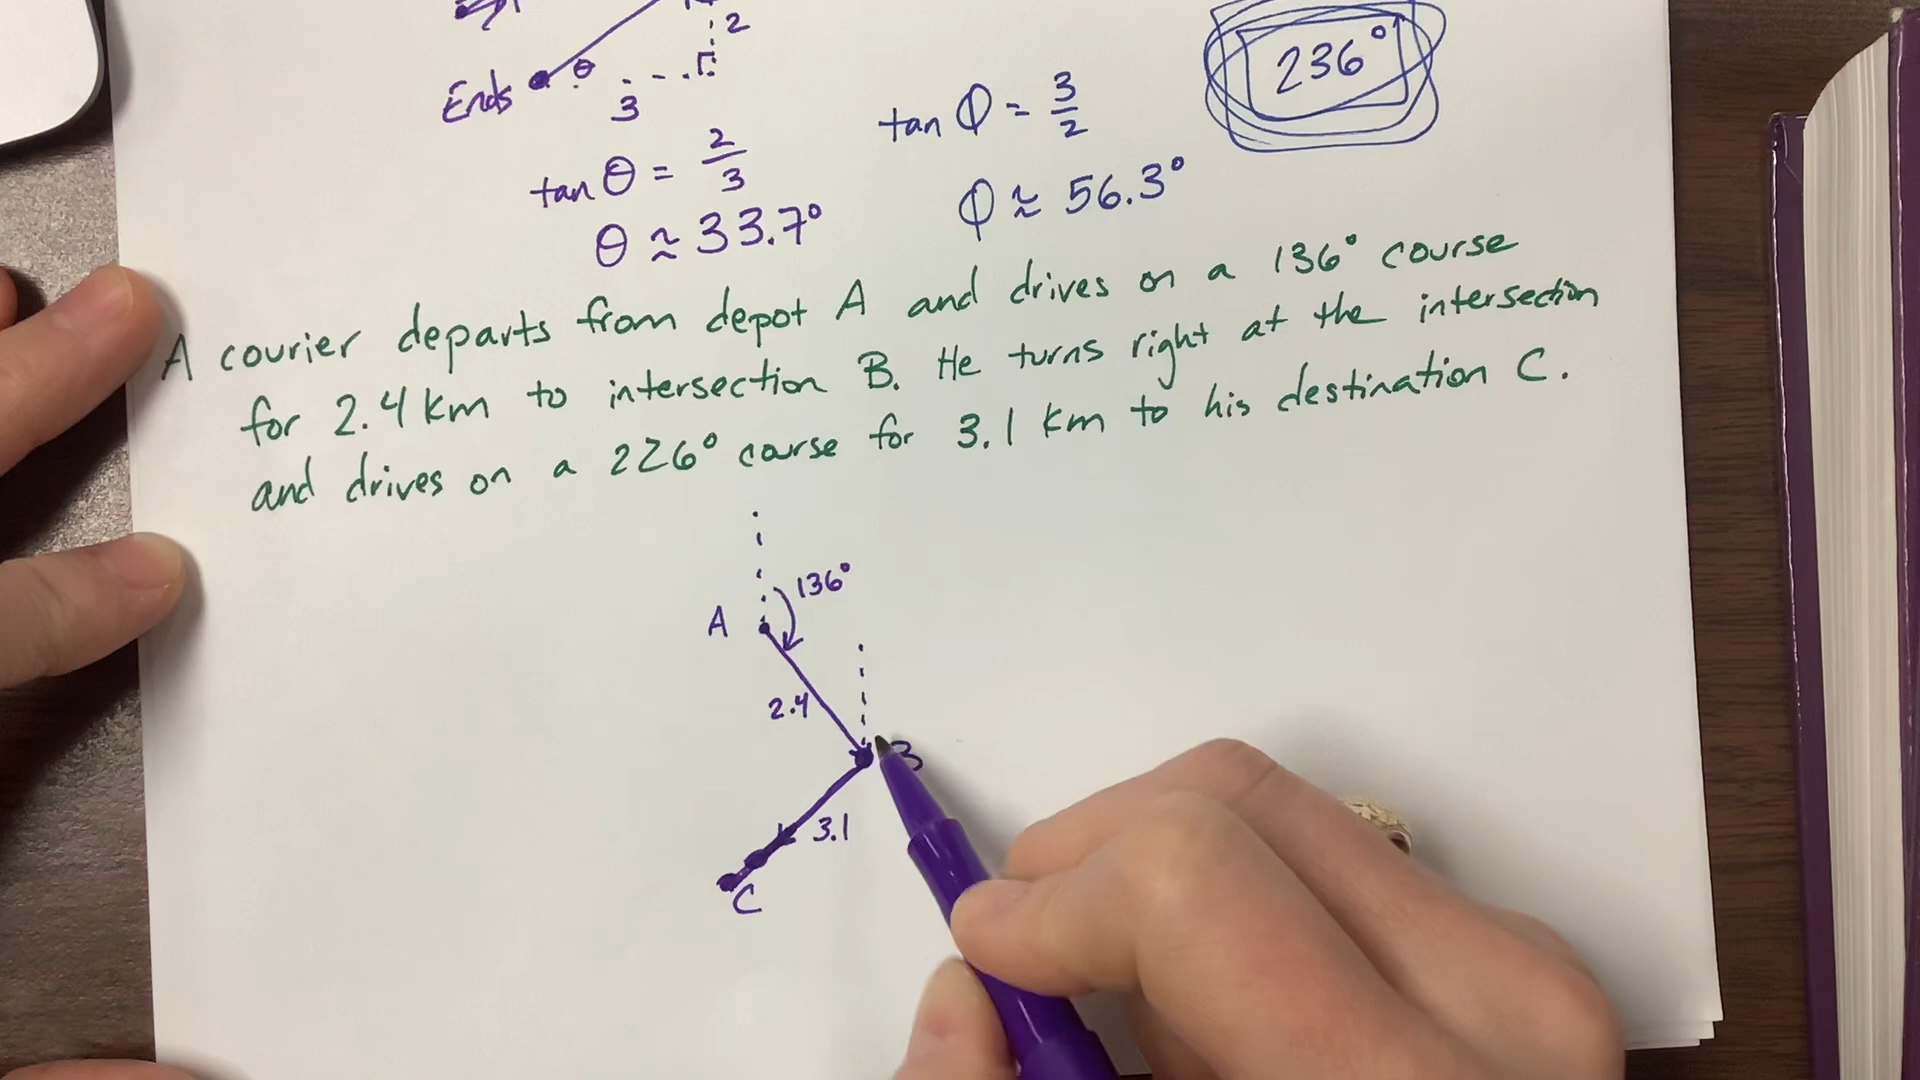 2
Ends θ
3
tan θ = 2/3
θ ≈ 33.7°
tan Φ = 3/2
Φ ≈ 56.3°
236°
A courier departs from depot A and drives on a 136° course
for 2.4 km to intersection B. He turns right at the intersection
and drives on a 226° course for 3.1 km to his destination C.
136°
A
2.4
B
3.1
C